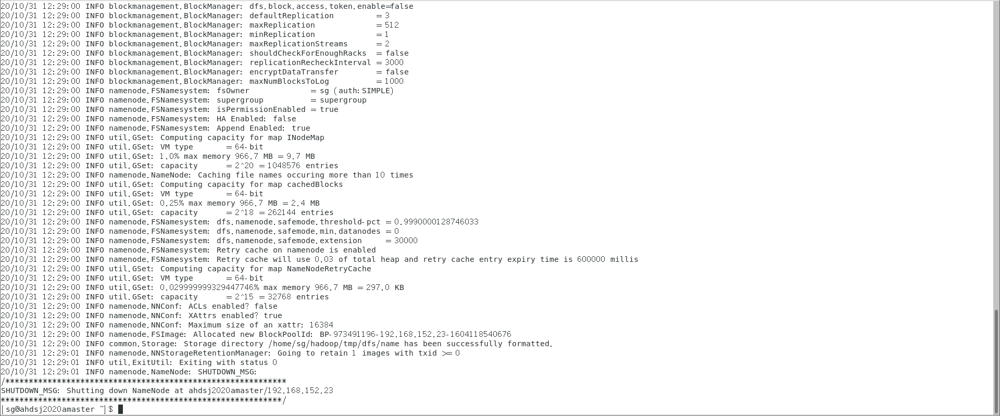 20/10/31 12:29:00 INFO blockmanagement.BlockManager: dfs.block.access.token.enable=false
20/10/31 12:29:00 INFO blockmanagement.BlockManager: defaultReplication         = 3
20/10/31 12:29:00 INFO blockmanagement.BlockManager: maxReplication             = 512
20/10/31 12:29:00 INFO blockmanagement.BlockManager: minReplication             = 1
20/10/31 12:29:00 INFO blockmanagement.BlockManager: maxReplicationStreams      = 2
20/10/31 12:29:00 INFO blockmanagement.BlockManager: shouldCheckForEnoughRacks  = false
20/10/31 12:29:00 INFO blockmanagement.BlockManager: replicationRecheckInterval = 3000
20/10/31 12:29:00 INFO blockmanagement.BlockManager: encryptDataTransfer        = false
20/10/31 12:29:00 INFO blockmanagement.BlockManager: maxNumBlocksToLog          = 1000
20/10/31 12:29:00 INFO namenode.FSNamesystem: fsOwner             = sg (auth:SIMPLE)
20/10/31 12:29:00 INFO namenode.FSNamesystem: supergroup          = supergroup
20/10/31 12:29:00 INFO namenode.FSNamesystem: isPermissionEnabled = true
20/10/31 12:29:00 INFO namenode.FSNamesystem: HA Enabled: false
20/10/31 12:29:00 INFO namenode.FSNamesystem: Append Enabled: true
20/10/31 12:29:00 INFO util.GSet: Computing capacity for map INodeMap
20/10/31 12:29:00 INFO util.GSet: VM type       = 64-bit
20/10/31 12:29:00 INFO util.GSet: 1.0% max memory 966.7 MB = 9.7 MB
20/10/31 12:29:00 INFO util.GSet: capacity      = 2^20 = 1048576 entries
20/10/31 12:29:00 INFO namenode.NameNode: Caching file names occuring more than 10 times
20/10/31 12:29:00 INFO util.GSet: Computing capacity for map cachedBlocks
20/10/31 12:29:00 INFO util.GSet: VM type       = 64-bit
20/10/31 12:29:00 INFO util.GSet: 0.25% max memory 966.7 MB = 2.4 MB
20/10/31 12:29:00 INFO util.GSet: capacity      = 2^18 = 262144 entries
20/10/31 12:29:00 INFO namenode.FSNamesystem: dfs.namenode.safemode.threshold-pct = 0.9990000128746033
20/10/31 12:29:00 INFO namenode.FSNamesystem: dfs.namenode.safemode.min.datanodes = 0
20/10/31 12:29:00 INFO namenode.FSNamesystem: dfs.namenode.safemode.extension     = 30000
20/10/31 12:29:00 INFO namenode.FSNamesystem: Retry cache on namenode is enabled
20/10/31 12:29:00 INFO namenode.FSNamesystem: Retry cache will use 0.03 of total heap and retry cache entry expiry time is 600000 millis
20/10/31 12:29:00 INFO util.GSet: Computing capacity for map NameNodeRetryCache
20/10/31 12:29:00 INFO util.GSet: VM type       = 64-bit
20/10/31 12:29:00 INFO util.GSet: 0.029999999329447746% max memory 966.7 MB = 297.0 KB
20/10/31 12:29:00 INFO util.GSet: capacity      = 2^15 = 32768 entries
20/10/31 12:29:00 INFO namenode.NNConf: ACLs enabled? false
20/10/31 12:29:00 INFO namenode.NNConf: XAttrs enabled? true
20/10/31 12:29:00 INFO namenode.NNConf: Maximum size of an xattr: 16384
20/10/31 12:29:00 INFO namenode.FSImage: Allocated new BlockPoolId: BP-973491196-192.168.152.23-1604118540676
20/10/31 12:29:00 INFO common.Storage: Storage directory /home/sg/hadoop/tmp/dfs/name has been successfully formatted.
20/10/31 12:29:01 INFO namenode.NNStorageRetentionManager: Going to retain 1 images with txid >= 0
20/10/31 12:29:01 INFO util.ExitUtil: Exiting with status 0
20/10/31 12:29:01 INFO namenode.NameNode: SHUTDOWN_MSG:
/************************************************************
SHUTDOWN_MSG: Shutting down NameNode at ahdsj2020amaster/192.168.152.23
************************************************************/
[sg@ahdsj2020amaster ~]$